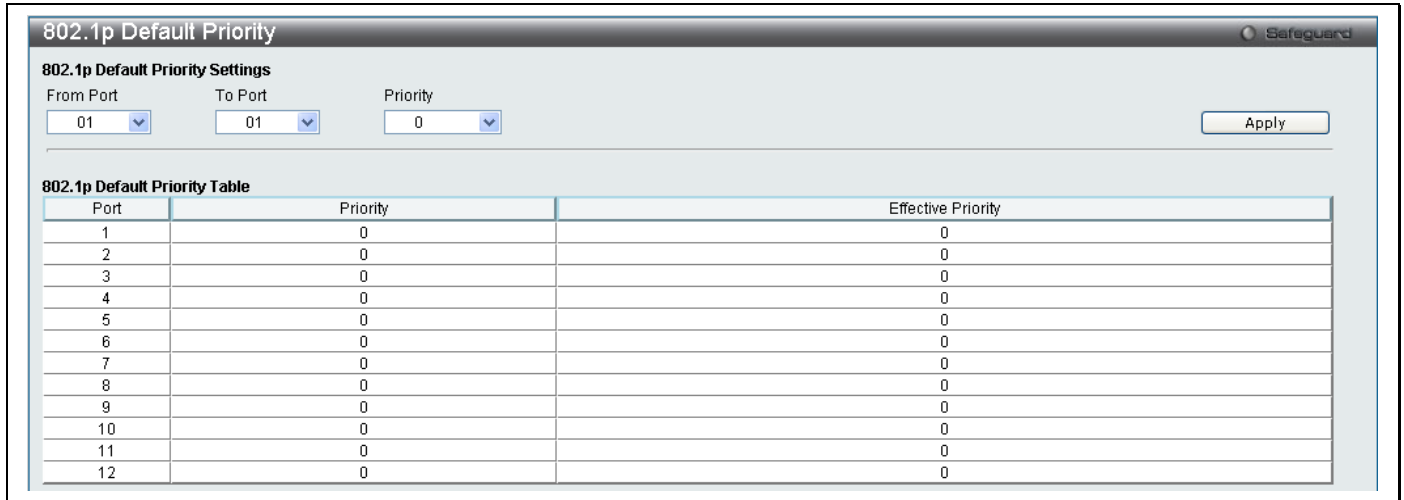 802.1p Default Priority Safeguard
802.1p Default Priority Settings
From Port To Port Priority
01 01 0 Apply
802.1p Default Priority Table
Port Priority Effective Priority
1 0 0
2 0 0
3 0 0
4 0 0
5 0 0
6 0 0
7 0 0
8 0 0
9 0 0
10 0 0
11 0 0
12 0 0